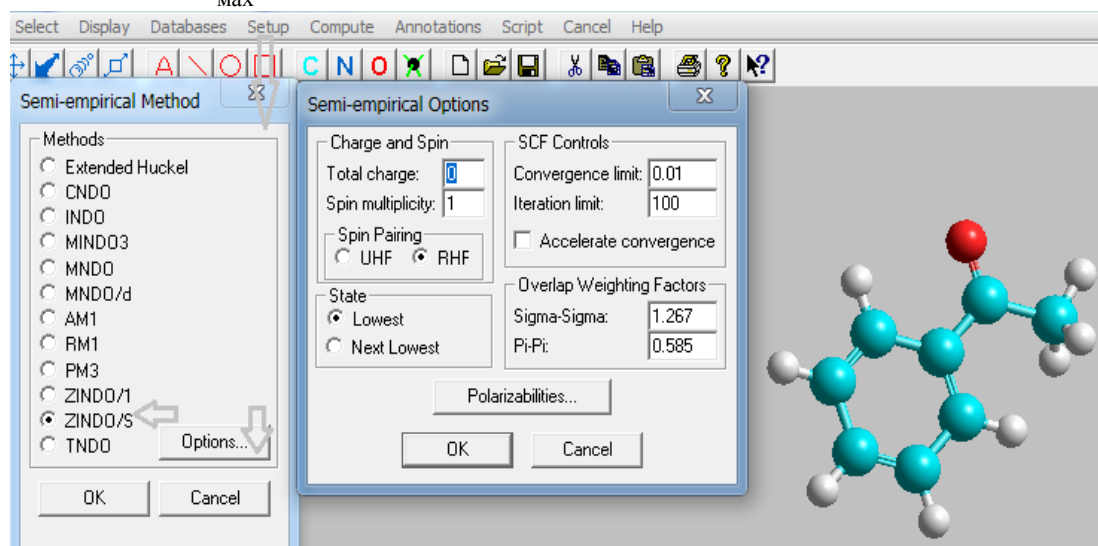 Max
Select Display Databases Setup Compute Annotations Script Cancel Help
A C N O ? ?
Semi-empirical Method
Methods
Extended Huckel
CNDO
INDO
MINDO3
MNDO
MNDO/d
AM1
RM1
PM3
ZINDO/1
ZINDO/S
TNDO
Options...
OK Cancel
Semi-empirical Options
Charge and Spin
Total charge: 0
Spin multiplicity: 1
Spin Pairing
UHF RHF
State
Lowest
Next Lowest
SCF Controls
Convergence limit: 0.01
Iteration limit: 100
Accelerate convergence
Overlap Weighting Factors
Sigma-Sigma: 1.267
Pi-Pi: 0.585
Polarizabilities...
OK Cancel